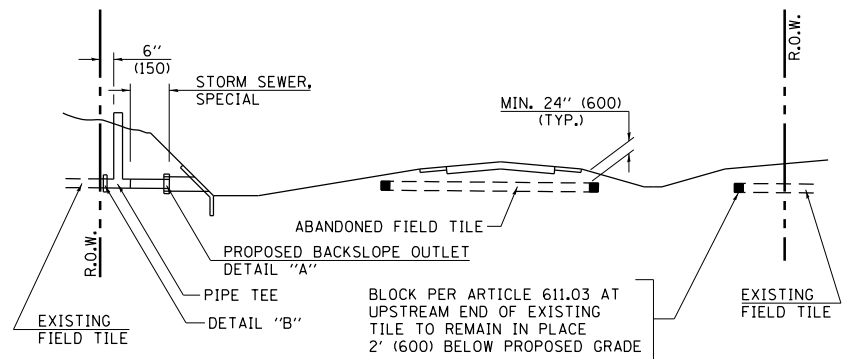 R.O.W.
6"
(150)
STORM SEWER,
SPECIAL
MIN. 24" (600)
(TYP.)
R.O.W.
ABANDONED FIELD TILE
PROPOSED BACKSLOPE OUTLET
DETAIL "A"
PIPE TEE
DETAIL "B"
EXISTING
FIELD TILE
BLOCK PER ARTICLE 611.03 AT
UPSTREAM END OF EXISTING
TILE TO REMAIN IN PLACE
2' (600) BELOW PROPOSED GRADE
EXISTING
FIELD TILE